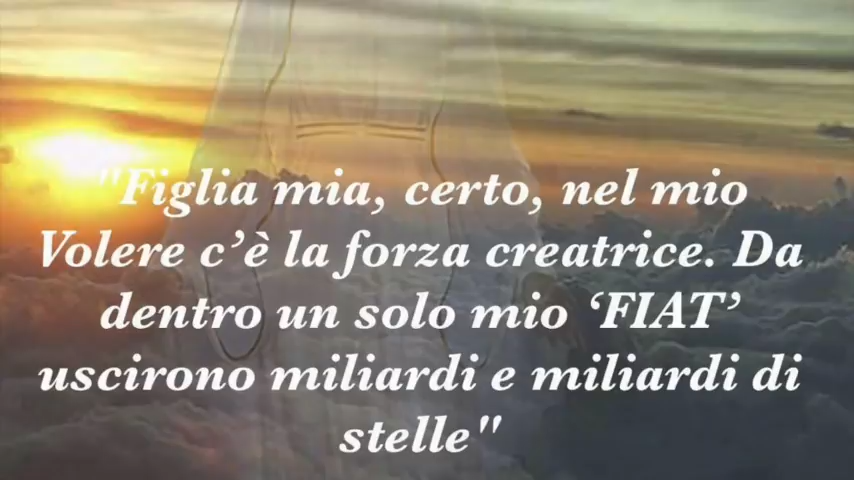 "Figlia mia, certo, nel mio
Volere c’è la forza creatrice. Da
dentro un solo mio ‘FIAT’
uscirono miliardi e miliardi di
stelle"